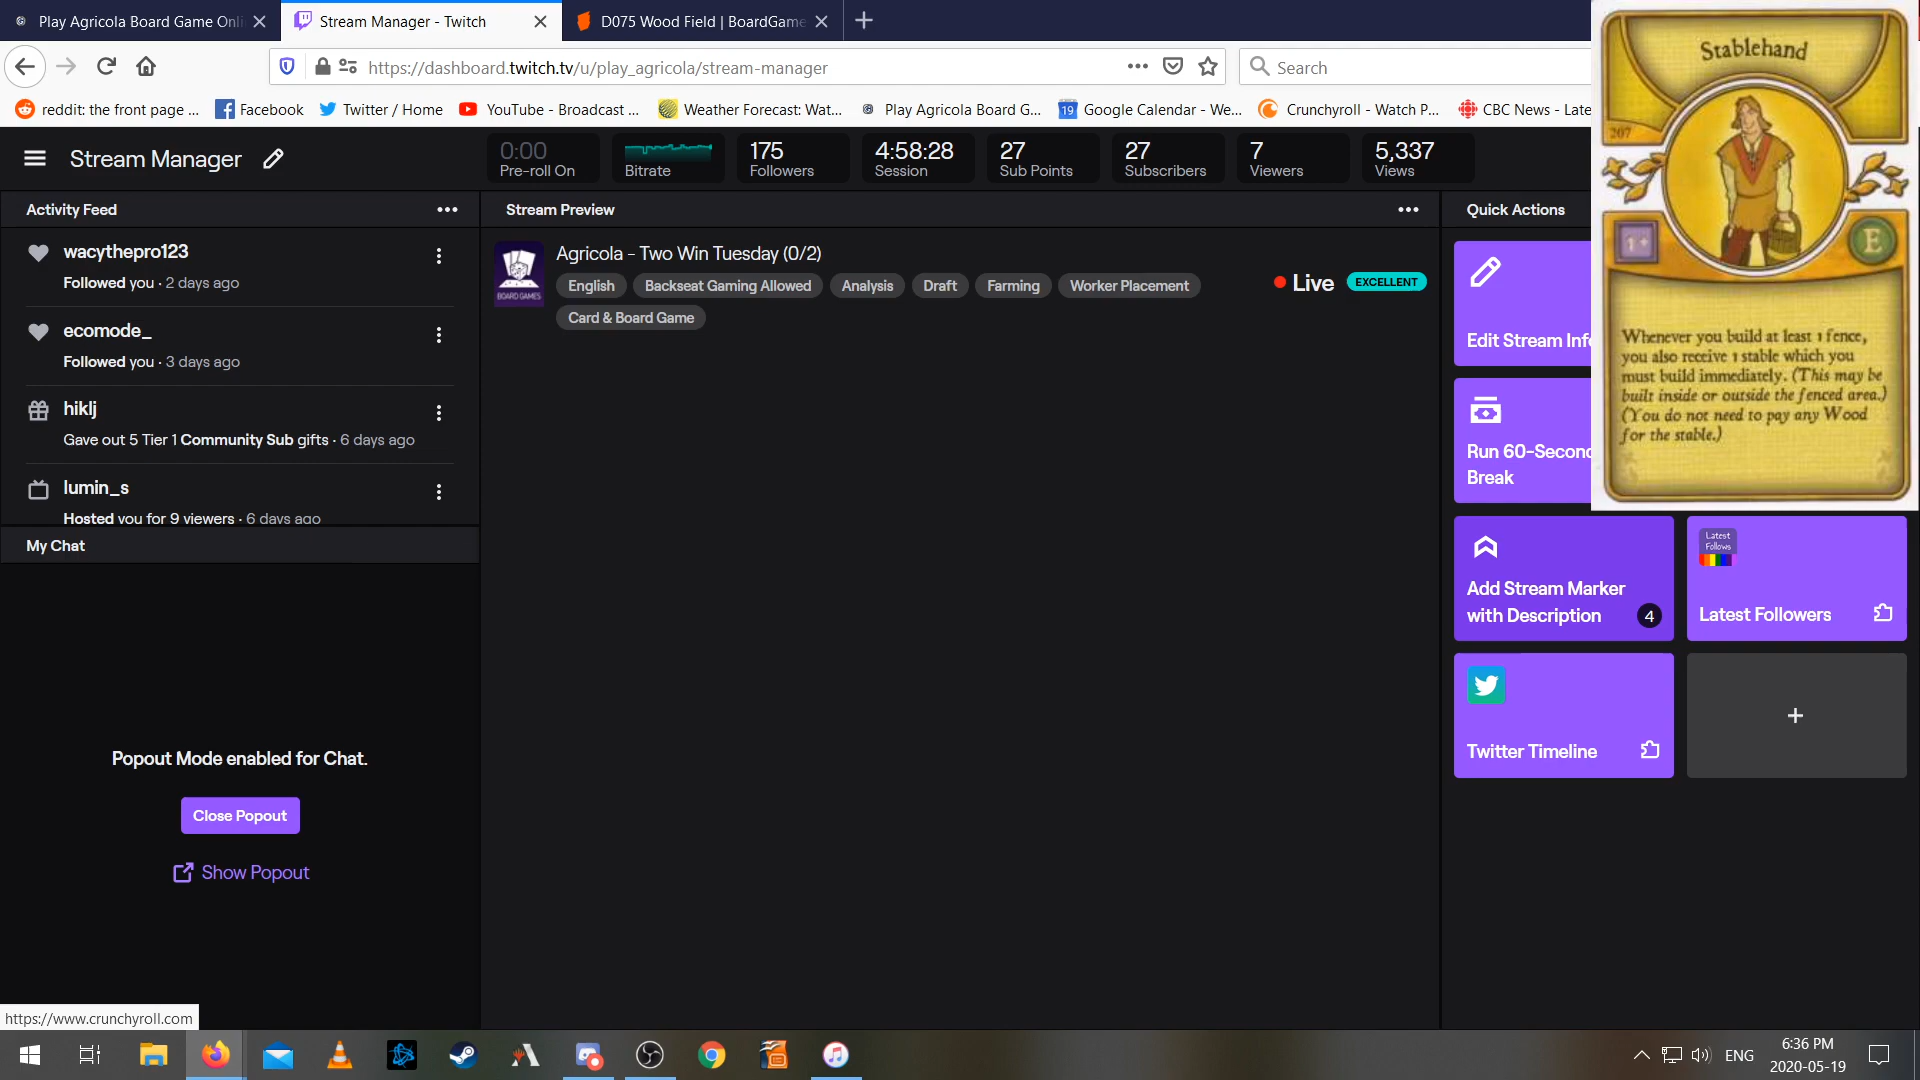 Play Agricola Board Game Onli
Stream Manager - Twitch
D075 Wood Field | BoardGame
https://dashboard.twitch.tv/u/play_agricola/stream-manager
Search
reddit: the front page ...
Facebook
Twitter / Home
YouTube - Broadcast ...
Weather Forecast: Wat...
Play Agricola Board G...
19
Google Calendar - We...
Crunchyroll - Watch P...
CBC News - Late
Stream Manager
0:00
Pre-roll On
Bitrate
175
Followers
4:58:28
Session
27
Sub Points
27
Subscribers
7
Viewers
5,337
Views
Activity Feed
wacythepro123
Followed you · 2 days ago
ecomode_
Followed you · 3 days ago
hiklj
Gave out 5 Tier 1 Community Sub gifts · 6 days ago
lumin_s
Hosted you for 9 viewers · 6 days ago
My Chat
Popout Mode enabled for Chat.
Close Popout
Show Popout
https://www.crunchyroll.com
Stream Preview
BOARD GAMES
Agricola - Two Win Tuesday (0/2)
English
Backseat Gaming Allowed
Analysis
Draft
Farming
Worker Placement
Card & Board Game
Live
EXCELLENT
Quick Actions
Edit Stream Info
Run 60-Second
Break
Add Stream Marker
with Description
4
Latest
Follows
Latest Followers
Twitter Timeline
Stablehand
207
1+
E
Whenever you build at least 1 fence,
you also receive 1 stable which you
must build immediately. (This may be
built inside or outside the fenced area.)
(You do not need to pay any Wood
for the stable.)
ENG
6:36 PM
2020-05-19